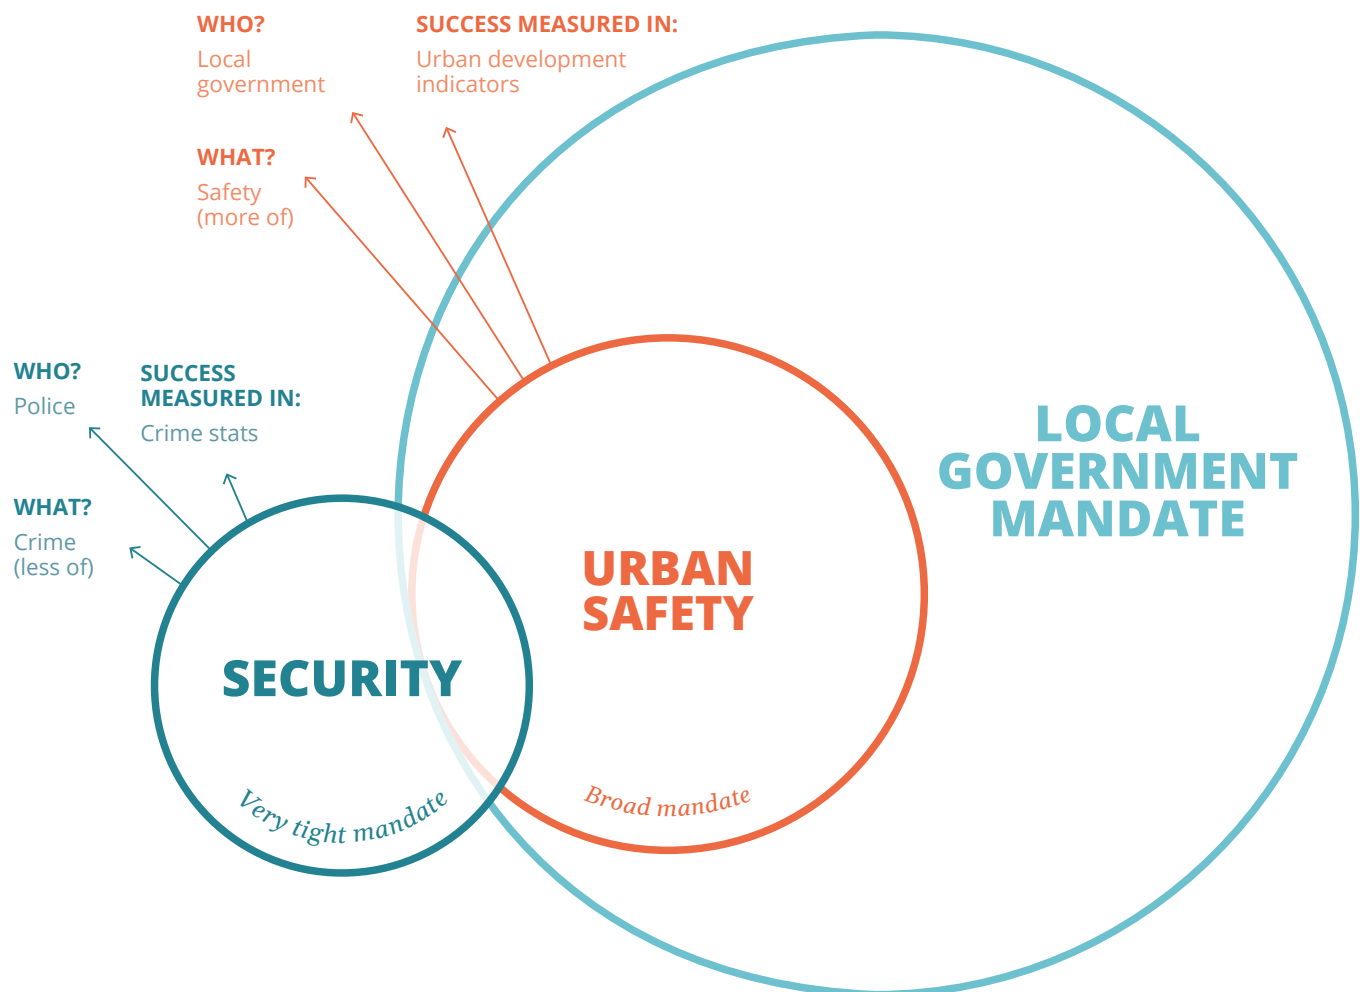 WHO?
Local
government
SUCCESS MEASURED IN:
Urban development
indicators
WHAT?
Safety
(more of)
WHO?
Police
SUCCESS
MEASURED IN:
Crime stats
WHAT?
Crime
(less of)
LOCAL
GOVERNMENT
MANDATE
URBAN
SAFETY
Broad mandate
SECURITY
Very tight mandate